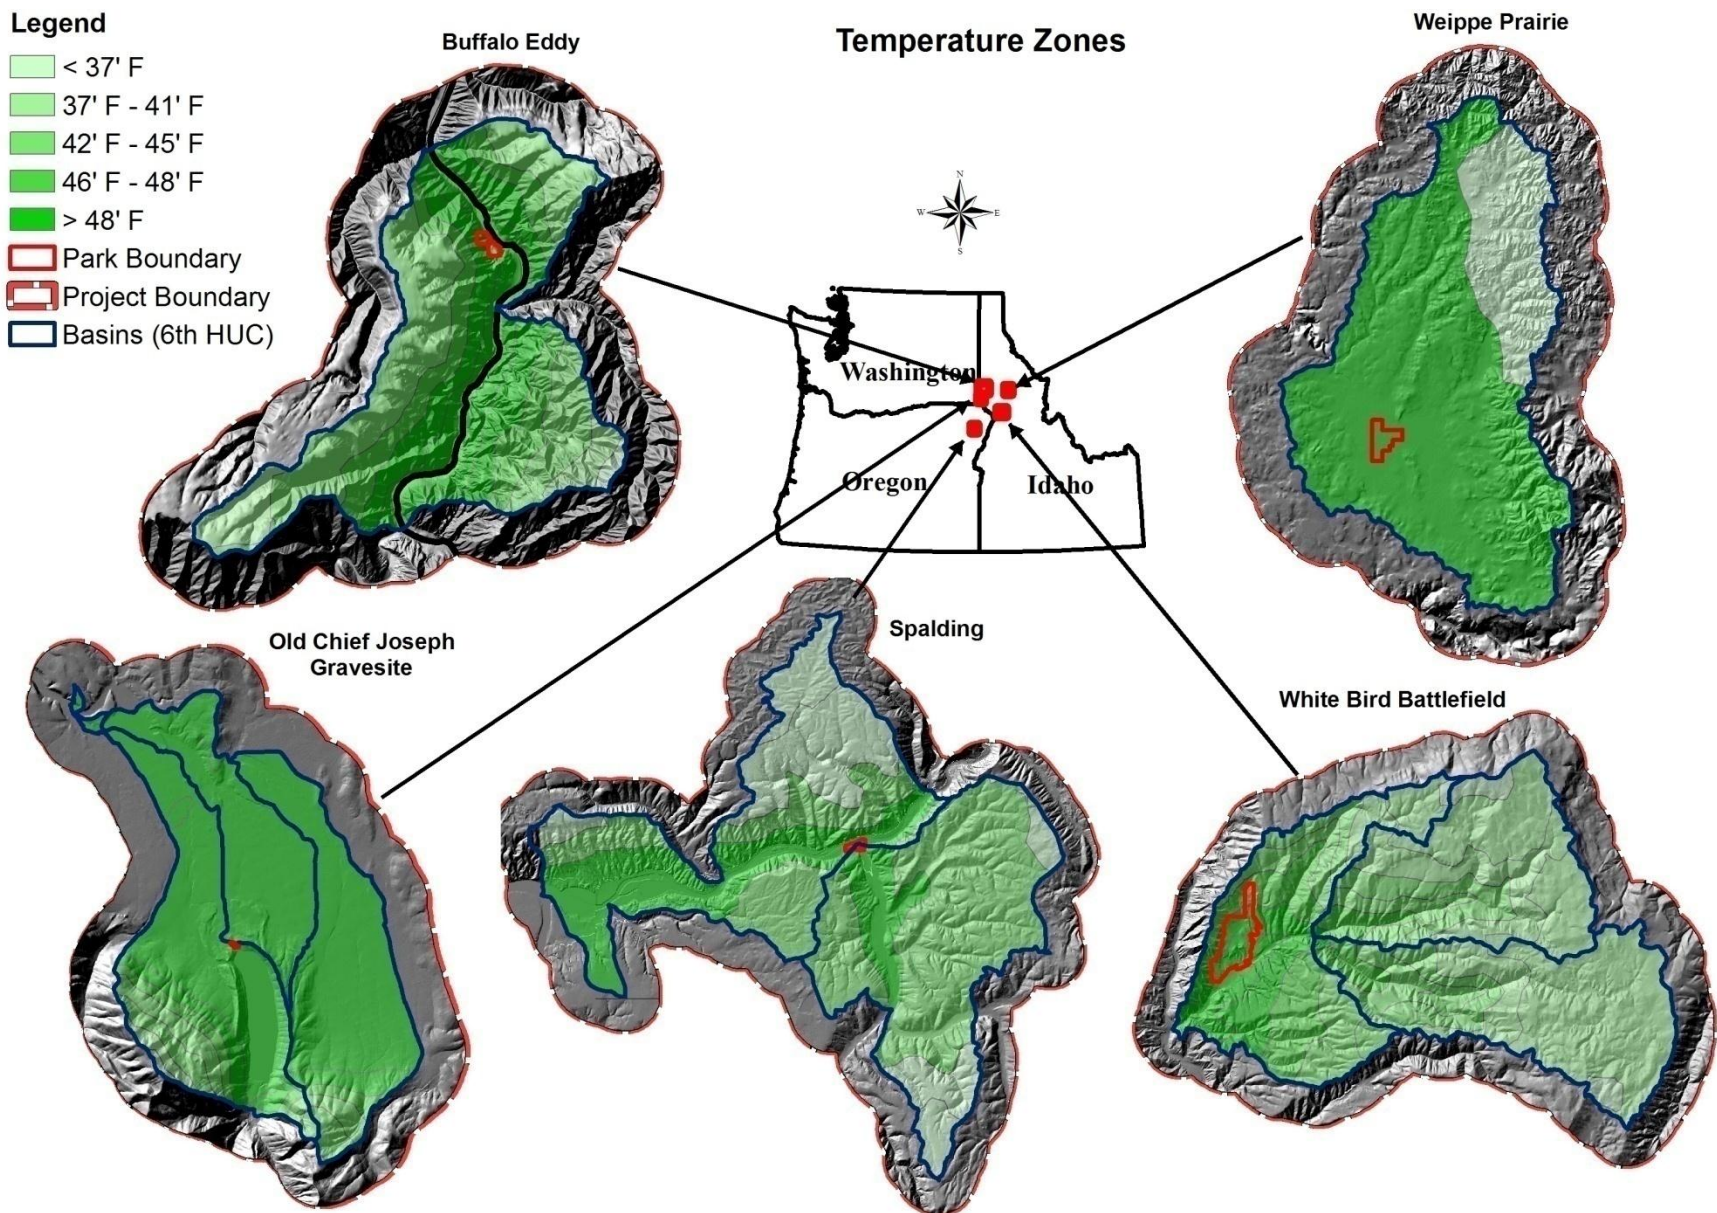 Legend
< 37' F
37' F - 41' F
42' F - 45' F
46' F - 48' F
> 48' F
Park Boundary
Project Boundary
Basins (6th HUC)
Buffalo Eddy
Temperature Zones
Weippe Prairie
N
W
E
S
Washington
Oregon
Idaho
Old Chief Joseph
Gravesite
Spalding
White Bird Battlefield